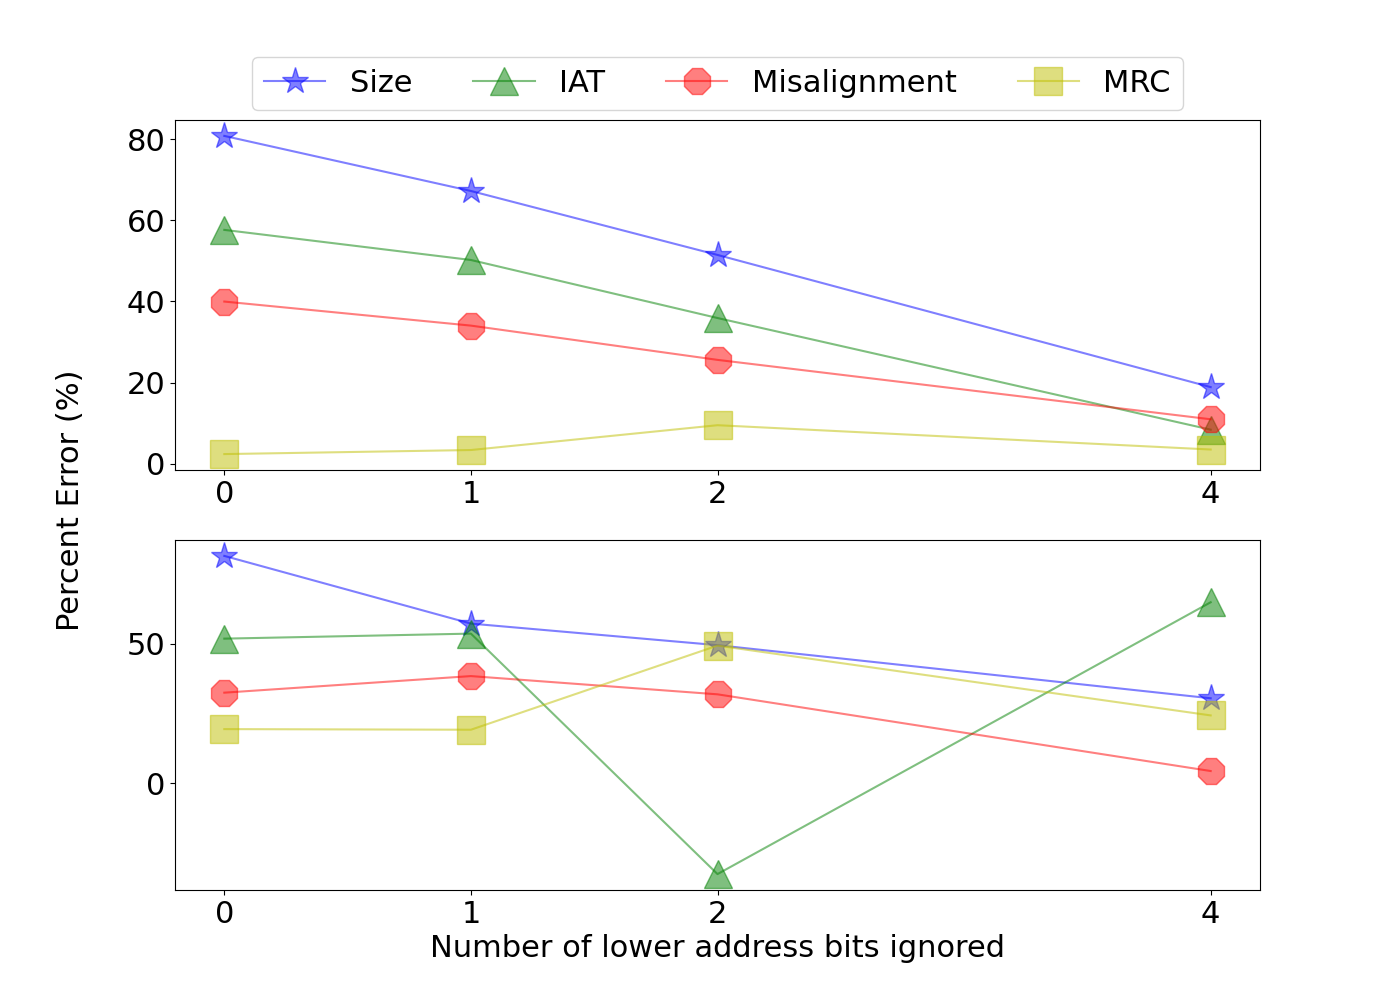 Size IAT Misalignment MRC
80
60
40
20
0
0 1 2 4
Percent Error (%)
50
0
0 1 2 4
Number of lower address bits ignored